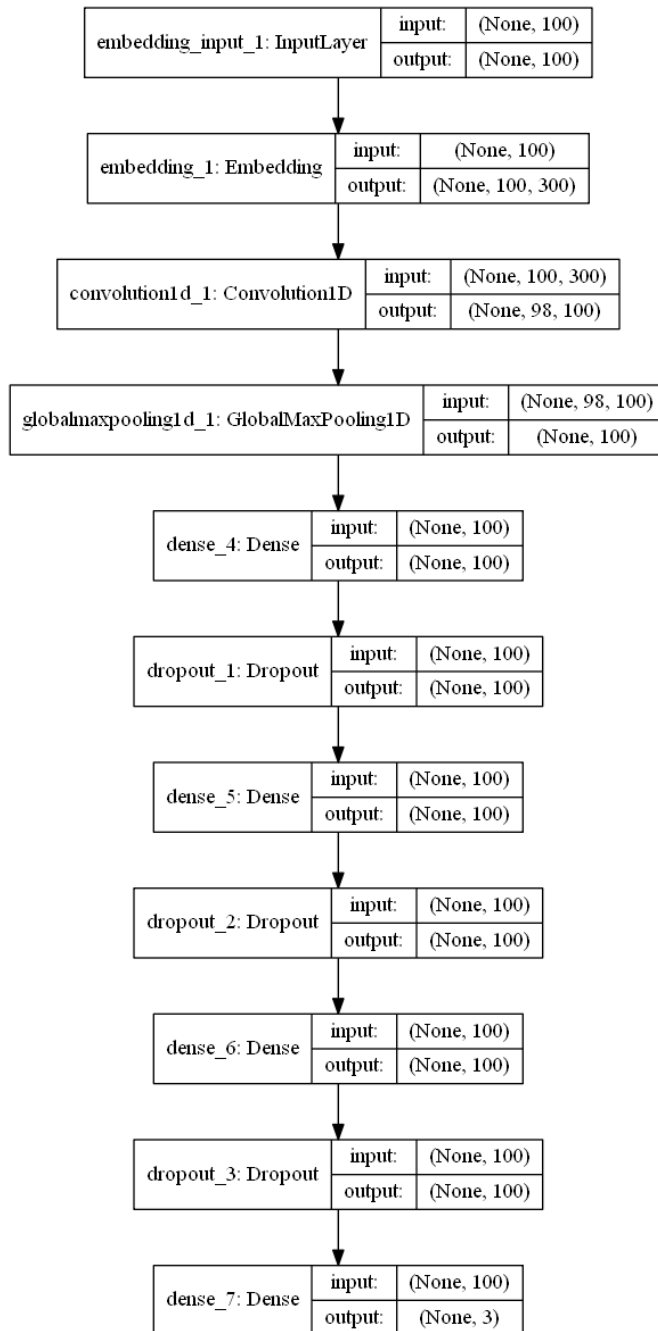 embedding_input_1: InputLayer
input: (None, 100)
output: (None, 100)
embedding_1: Embedding
input: (None, 100)
output: (None, 100, 300)
convolution1d_1: Convolution1D
input: (None, 100, 300)
output: (None, 98, 100)
globalmaxpooling1d_1: GlobalMaxPooling1D
input: (None, 98, 100)
output: (None, 100)
dense_4: Dense
input: (None, 100)
output: (None, 100)
dropout_1: Dropout
input: (None, 100)
output: (None, 100)
dense_5: Dense
input: (None, 100)
output: (None, 100)
dropout_2: Dropout
input: (None, 100)
output: (None, 100)
dense_6: Dense
input: (None, 100)
output: (None, 100)
dropout_3: Dropout
input: (None, 100)
output: (None, 100)
dense_7: Dense
input: (None, 100)
output: (None, 3)